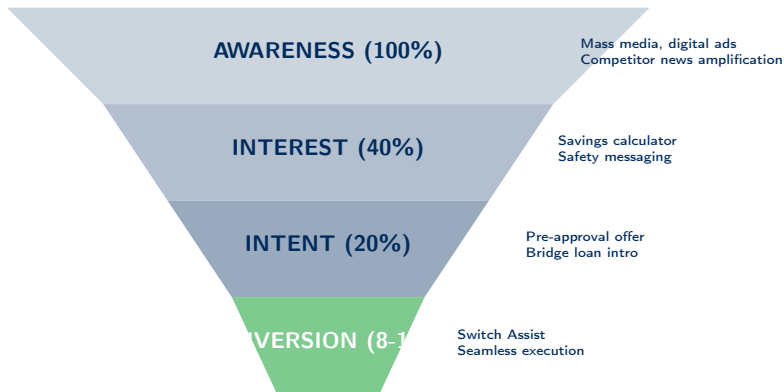 AWARENESS (100%)
Mass media, digital ads
Competitor news amplification
INTEREST (40%)
Savings calculator
Safety messaging
INTENT (20%)
Pre-approval offer
Bridge loan intro
VERSION (8-1
Switch Assist
Seamless execution